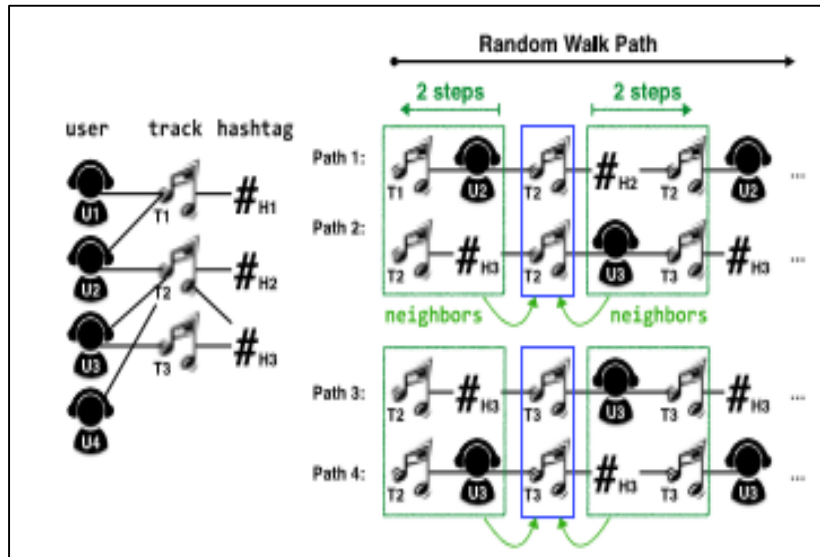 Random Walk Path
2 steps 2 steps
user track hashtag
Path 1: T1 U2 T2 #H2 T2 U2 ...
U1 T1 #H1
Path 2: T2 #H3 T2 U3 T3 #H3 ...
U2 T2 #H2
neighbors neighbors
U3 T3 #H3
Path 3: T2 #H3 T3 U3 T3 #H3 ...
U4
Path 4: T2 U3 T3 #H3 T3 U3 ...